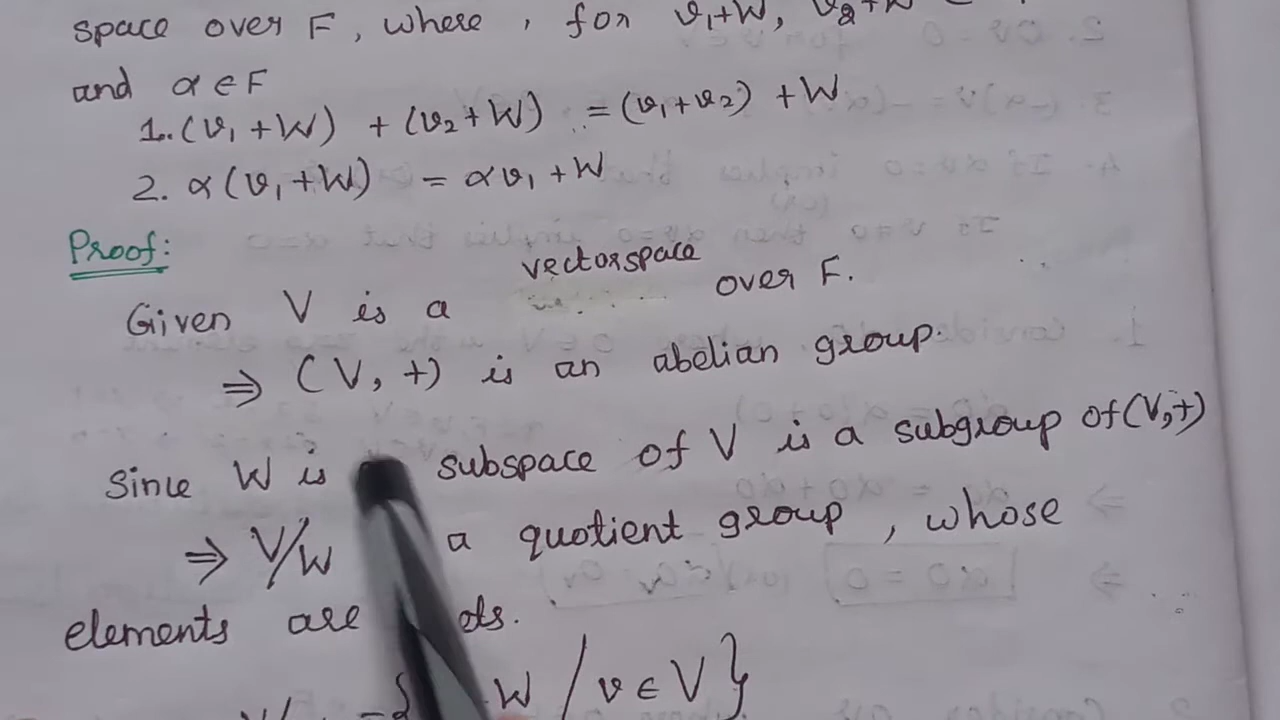 space over F, where, for v₁+W, v₂+W
and α ∈ F
1. (v₁ + W) + (v₂ + W) = (v₁ + v₂) + W
2. α (v₁ + W) = αv₁ + W
Proof:
Given V is a vectorspace over F.
⇒ (V, +) is an abelian group.
Since W is subspace of V is a subgroup of (V,+)
⇒ V/W a quotient group, whose
elements are
W / v ∈ V}